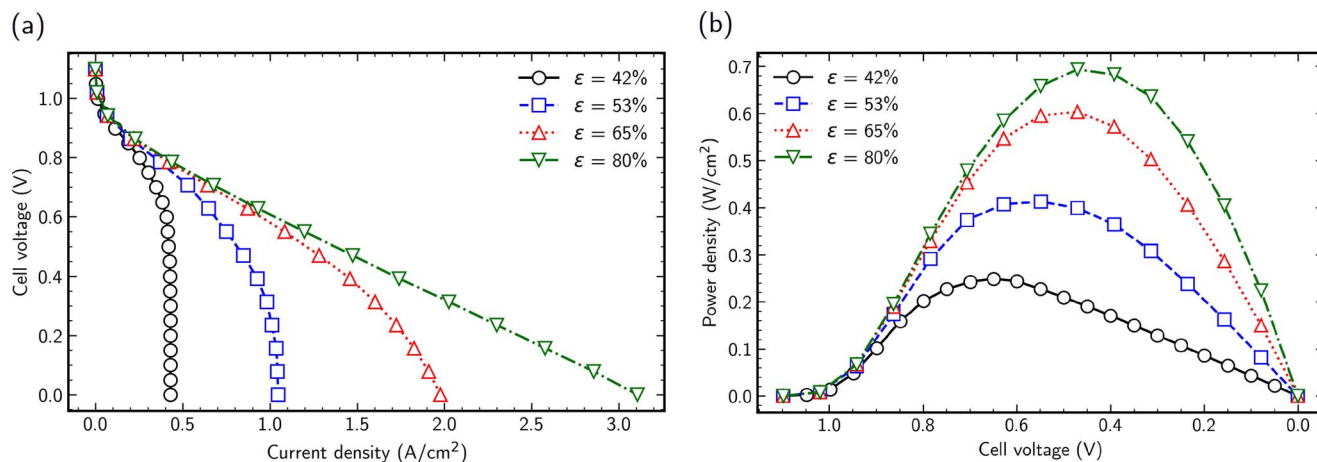 (a)
Cell voltage (V)
1.0
0.8
0.6
0.4
0.2
0.0
ε = 42%
ε = 53%
ε = 65%
ε = 80%
0.0 0.5 1.0 1.5 2.0 2.5 3.0
Current density (A/cm²)
(b)
Power density (W/cm²)
0.7
0.6
0.5
0.4
0.3
0.2
0.1
0.0
ε = 42%
ε = 53%
ε = 65%
ε = 80%
1.0 0.8 0.6 0.4 0.2 0.0
Cell voltage (V)